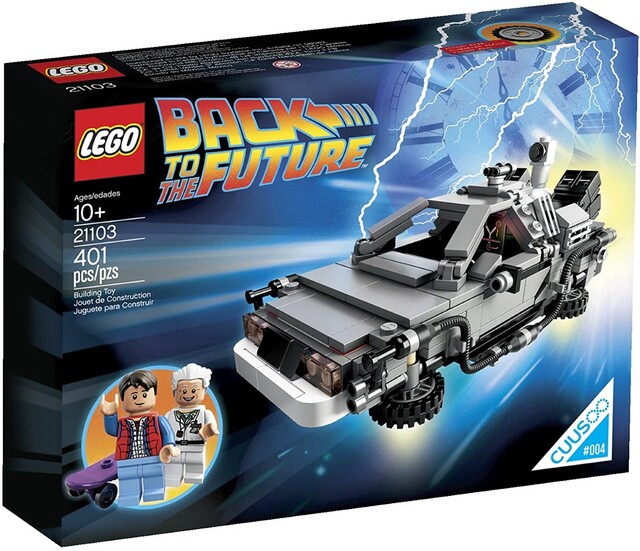 LEGO
21103
LEGO
BACK
TO
THE FUTURE™
Ages/edades
10+
21103
401
pcs/pzs
Building Toy
Jouet de Construction
Juguete para Construir
CUUSOO
#004